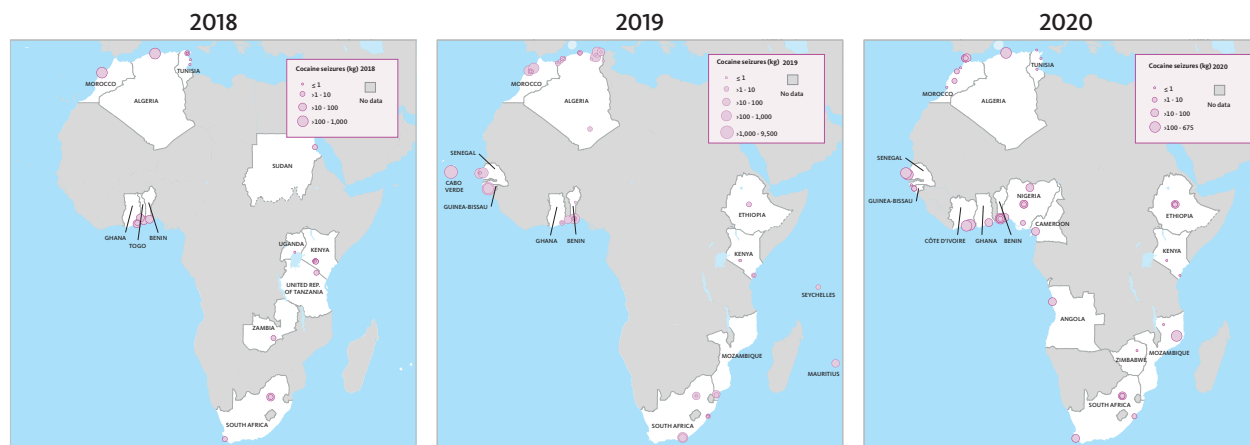 2018
2019
2020
Cocaine seizures (kg) 2018
≤ 1
>1 - 10
>10 - 100
>100 - 1,000
No data
MOROCCO
TUNISIA
ALGERIA
SUDAN
GHANA
TOGO
BENIN
UGANDA
KENYA
UNITED REP.
OF TANZANIA
ZAMBIA
SOUTH AFRICA
Cocaine seizures (kg) 2019
≤ 1
>1 - 10
>10 - 100
>100 - 1,000
>1,000 - 9,500
No data
MOROCCO
ALGERIA
SENEGAL
CABO
VERDE
GUINEA-BISSAU
GHANA
BENIN
ETHIOPIA
KENYA
SEYCHELLES
MOZAMBIQUE
MAURITIUS
SOUTH AFRICA
Cocaine seizures (kg) 2020
≤ 1
>1 - 10
>10 - 100
>100 - 675
No data
TUNISIA
MOROCCO
ALGERIA
SENEGAL
GUINEA-BISSAU
NIGERIA
CÔTE D'IVOIRE
GHANA
BENIN
CAMEROON
ETHIOPIA
KENYA
ANGOLA
ZIMBABWE
MOZAMBIQUE
SOUTH AFRICA